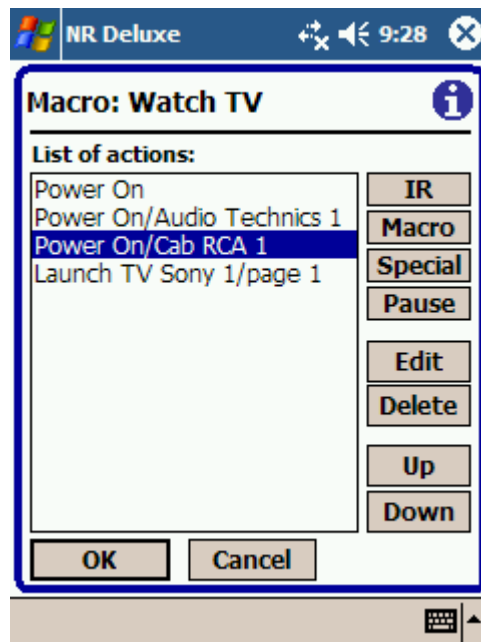 NR Deluxe 9:28
Macro: Watch TV
List of actions:
Power On
Power On/Audio Technics 1
Power On/Cab RCA 1
Launch TV Sony 1/page 1
IR
Macro
Special
Pause
Edit
Delete
Up
Down
OK Cancel